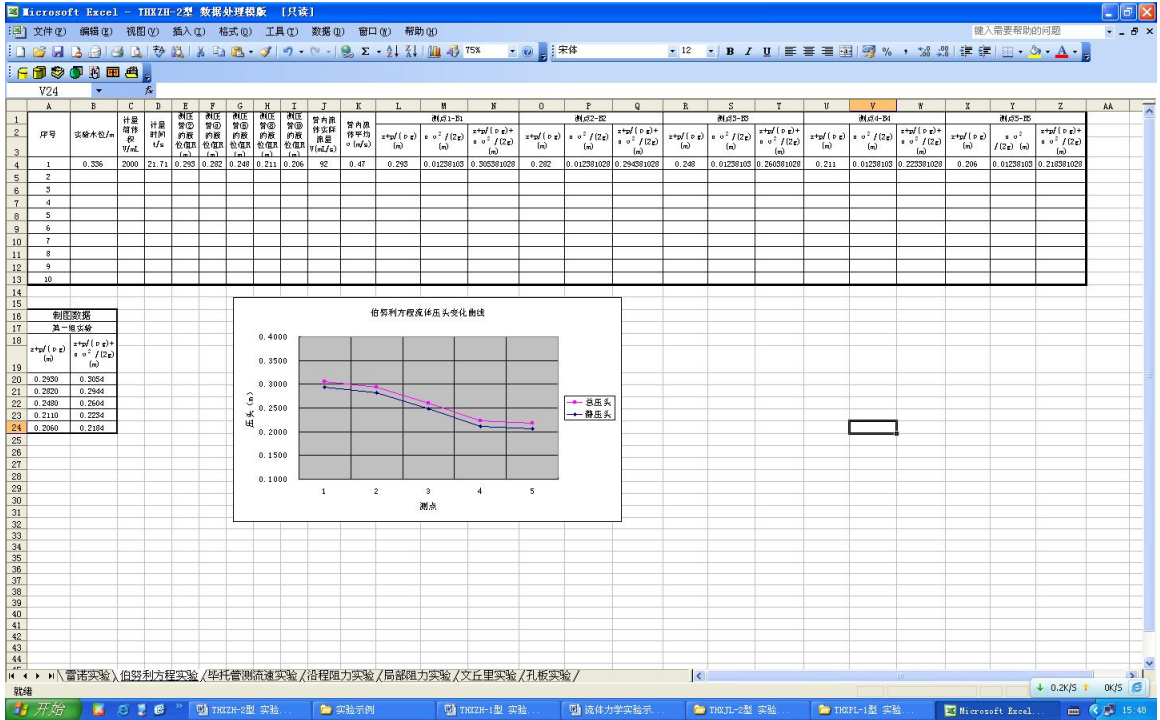 Microsoft Excel - THXZH-2型 数据处理模版 [只读]
文件(F) 编辑(E) 视图(V) 插入(I) 格式(O) 工具(T) 数据(D) 窗口(W) 帮助(H) 键入需要帮助的问题
75% 宋体 12 B I U
V24 fx
A B C D E F G H I J K L M N O P Q R S T U V W X Y Z AA
测点1-B1 测点2-B2 测点3-B3 测点4-B4 测点5-B5
序号 实验水位/m 计量筒体积V/mL 计量时间t/s 管内流体实际流量V(mL/s) 管内流体平均υ(m/s)
1 0.336 2000 21.71 0.293 0.282 0.248 0.211 0.206 92 0.47 0.293 0.01238103 0.305381028 0.282 0.012381028 0.294381028 0.248 0.01238103 0.260381028 0.211 0.01238103 0.223381028 0.206 0.01238103 0.218381028
2
3
4
5
6
7
8
9
10
制图数据
第一组实验
z+p/(ρg)(m) z+p/(ρg)+αυ²/(2g)(m)
0.2930 0.3054
0.2820 0.2944
0.2480 0.2604
0.2110 0.2234
0.2060 0.2184
伯努利方程流体压头变化曲线
0.4000
0.3500
0.3000
0.2500
0.2000
0.1500
0.1000
压头(m)
1 2 3 4 5
测点
总压头
静压头
雷诺实验 伯努利方程实验 毕托管测流速实验 沿程阻力实验 局部阻力实验 文丘里实验 孔板实验
就绪
0.2K/S 0K/S
开始 THXZH-2型 实验... 实验示例 THXZH-1型 实验... 流体力学实验示... THXJL-2型 实验... THXPL-1型 实验... Microsoft Excel... 15:48